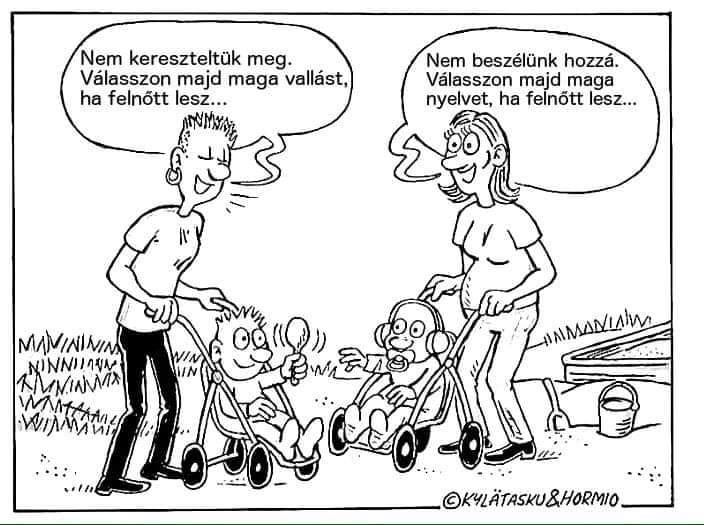 Nem kereszteltük meg.
Válasszon majd maga vallást,
ha felnőtt lesz...
Nem beszélünk hozzá.
Válasszon majd maga
nyelvet, ha felnőtt lesz...
©KYLÄTASKU&HORMIO